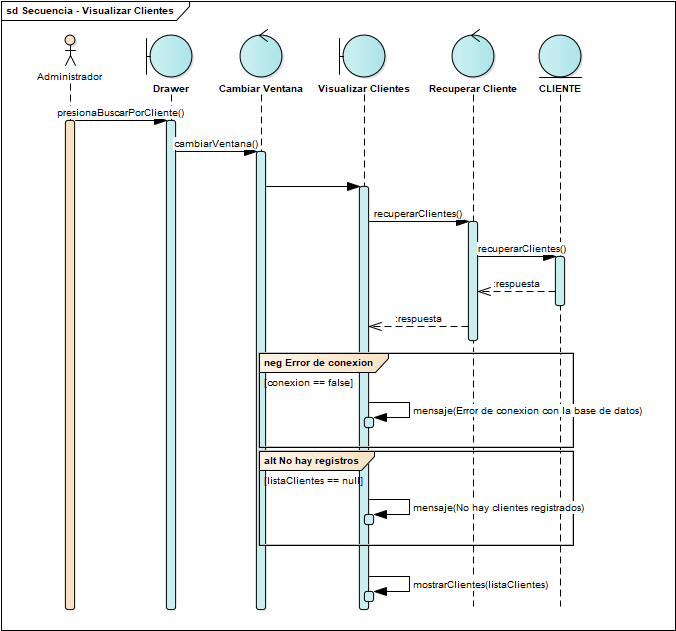 sd Secuencia - Visualizar Clientes
Administrador
Drawer
Cambiar Ventana
Visualizar Clientes
Recuperar Cliente
CLIENTE
presionaBuscarPorCliente()
cambiarVentana()
recuperarClientes()
recuperarClientes()
:respuesta
:respuesta
neg Error de conexion
[conexion == false]
mensaje(Error de conexion con la base de datos)
alt No hay registros
[listaClientes == null]
mensaje(No hay clientes registrados)
mostrarClientes(listaClientes)